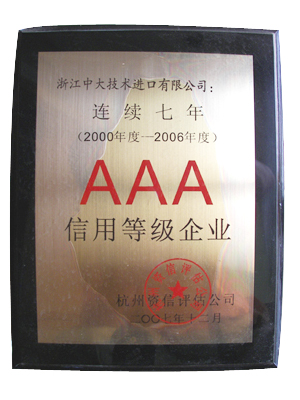 浙江中大技术进口有限公司：
连续七年
（2000年度—2006年度）
AAA
信用等级企业
杭州资信评估公司
二〇〇七年十二月